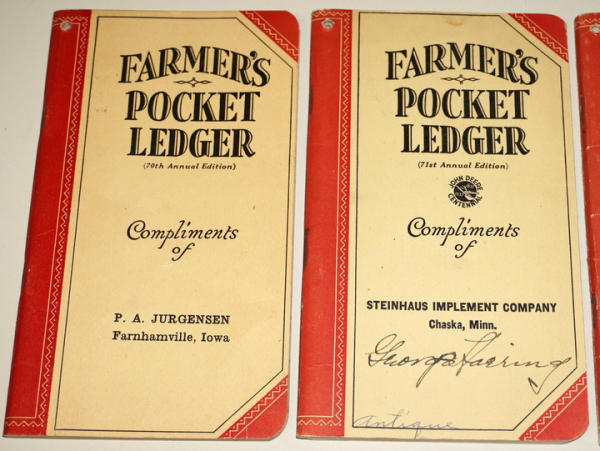 FARMER'S
POCKET
LEDGER
(70th Annual Edition)
Compliments
of
P. A. JURGENSEN
Farnhamville, Iowa
FARMER'S
POCKET
LEDGER
(71st Annual Edition)
JOHN DEERE
CENTENNIAL
Compliments
of
STEINHAUS IMPLEMENT COMPANY
Chaska, Minn.
George
antique